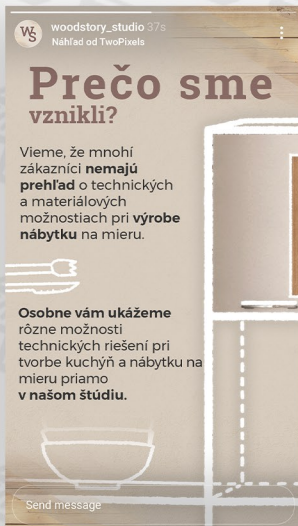 WS
woodstory_studio 37s
Náhľad od TwoPixels
Prečo sme
vznikli?
Vieme, že mnohí
zákazníci nemajú
prehľad o technických
a materiálových
možnostiach pri výrobe
nábytku na mieru.
Osobne vám ukážeme
rôzne možnosti
technických riešení pri
tvorbe kuchýň a nábytku na
mieru priamo
v našom štúdiu.
Send message